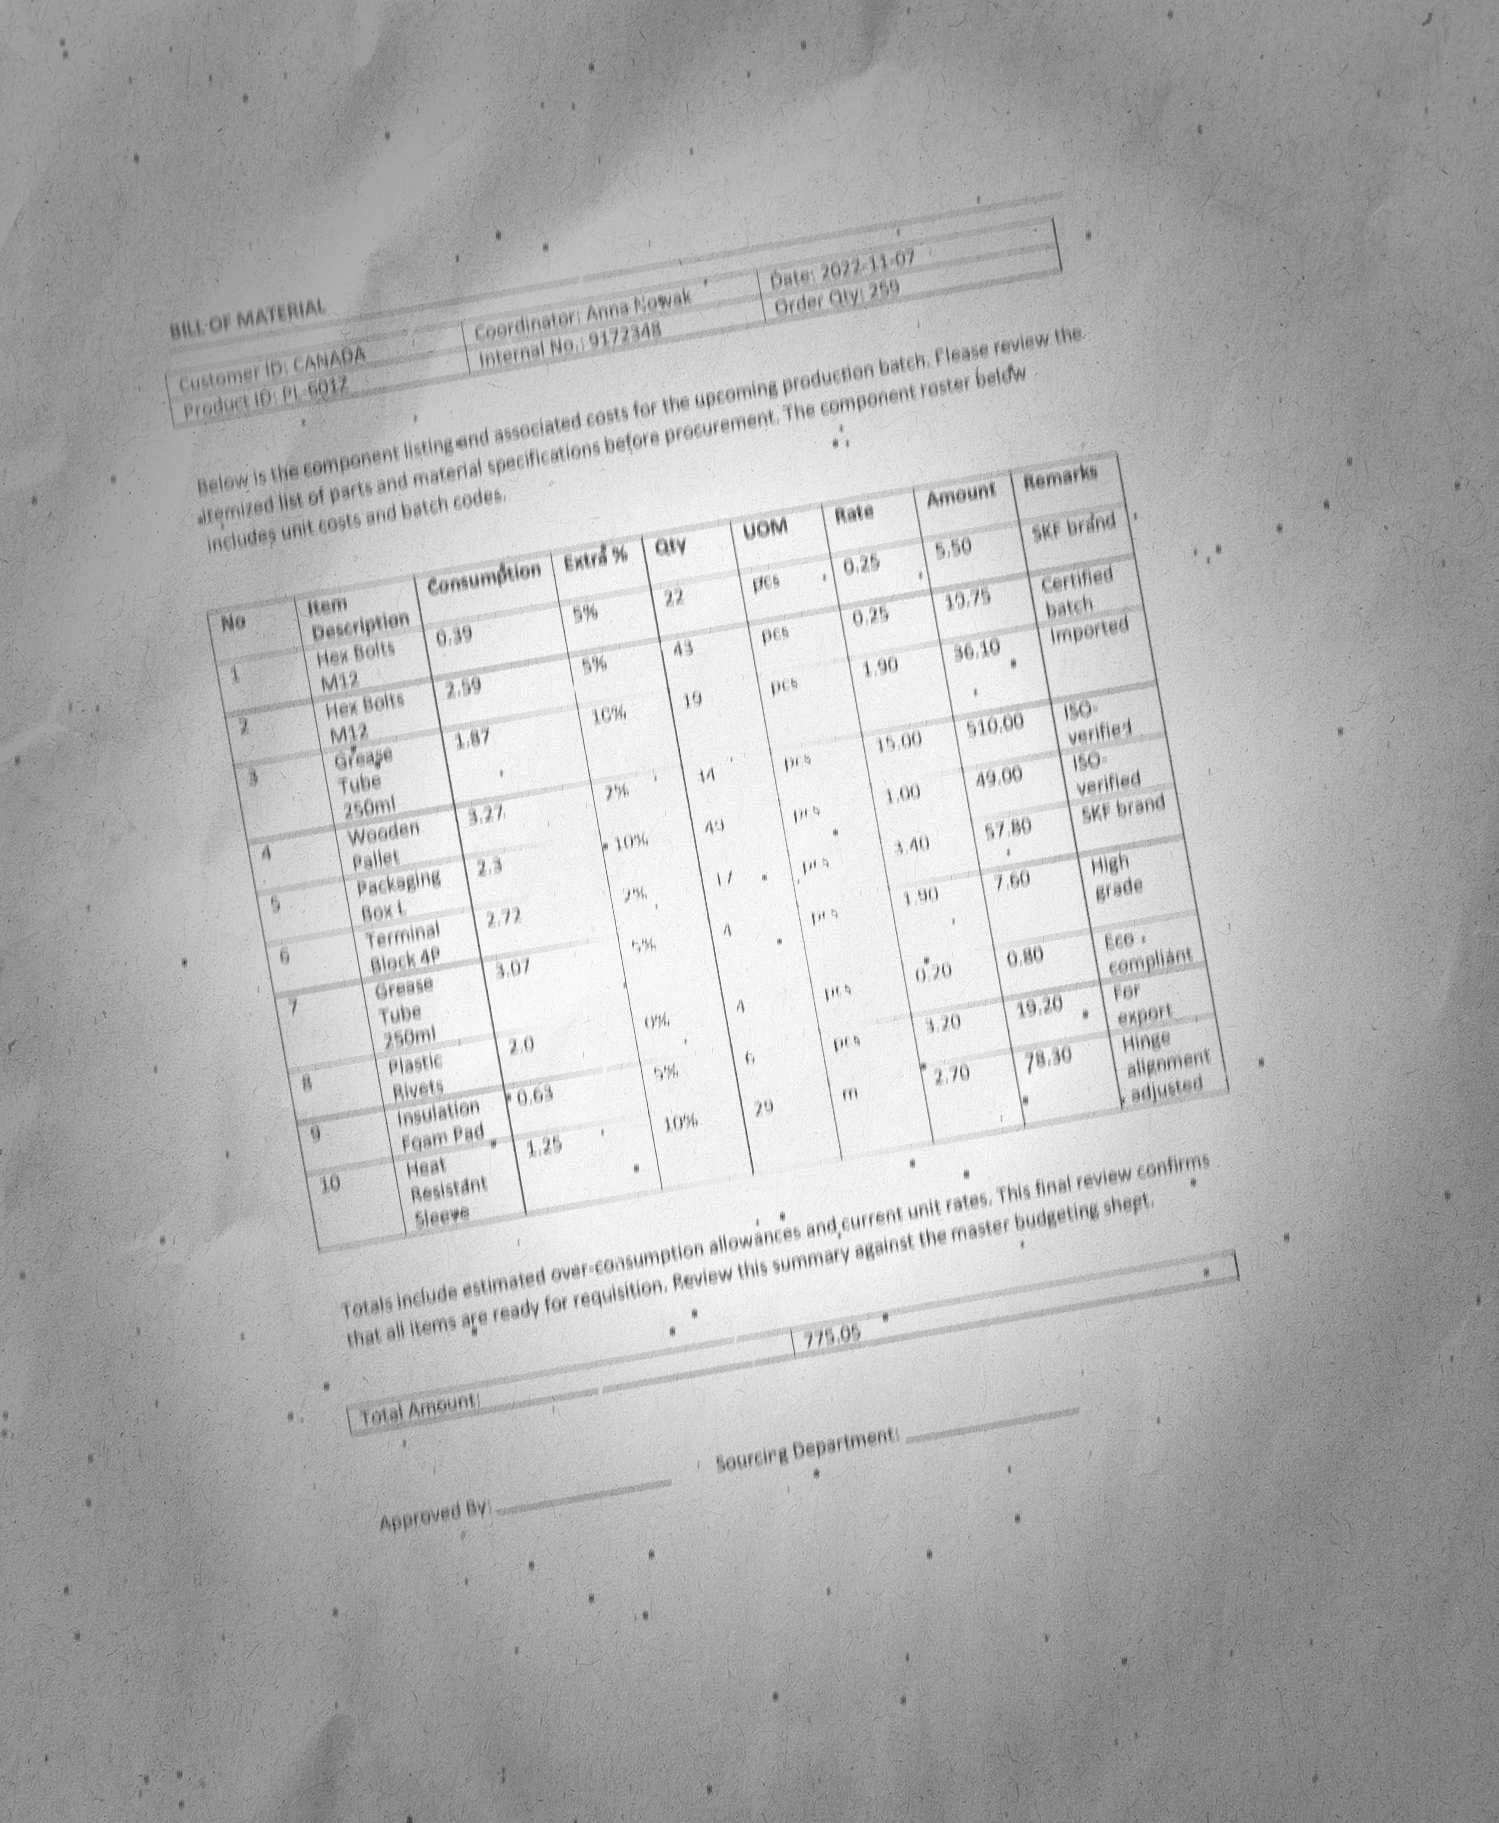 BILL OF MATERIAL
Customer ID: CANADA Coordinator: Anna Nowak Date: 2022-11-07
Product ID: Internal No.: 9172348 Order Qty: 259
Below is the component listing and associated costs for the upcoming production batch. Please review the
itemized list of parts and material specifications before procurement. The component roster below
includes unit costs and batch codes.
No Item Description Consumption Extra % Qty UOM Rate Amount Remarks
1 Hex Bolts M12 0.39 5% 22 pcs 0.25 5.50 SKF brand
2 Hex Bolts M12 2.59 5% 43 pcs 0.25 10.75 Certified batch
3 Grease Tube 250ml 1.87 10% 19 pcs 1.90 36.10 Imported
4 Wooden Pallet 3.27 2% 34 pcs 15.00 510.00 ISO-verified
5 Packaging Box L 2.3 10% 49 pcs 1.00 49.00 ISO-verified
6 Terminal Block 4P 2.72 2% 17 pcs 3.40 57.80 SKF brand
7 Grease Tube 250ml 3.07 5% 4 pcs 1.90 7.60 High grade
8 Plastic Rivets 2.0 0% 4 pcs 0.20 0.80 Eco-compliant
9 Insulation Foam Pad 0.63 5% 6 pcs 3.20 19.20 For export
10 Heat Resistant Sleeve 1.25 10% 29 m 2.70 78.30 Hinge alignment adjusted
Totals include estimated over-consumption allowances and current unit rates. This final review confirms
that all items are ready for requisition. Review this summary against the master budgeting sheet.
Total Amount: 775.05
Approved By: Sourcing Department: